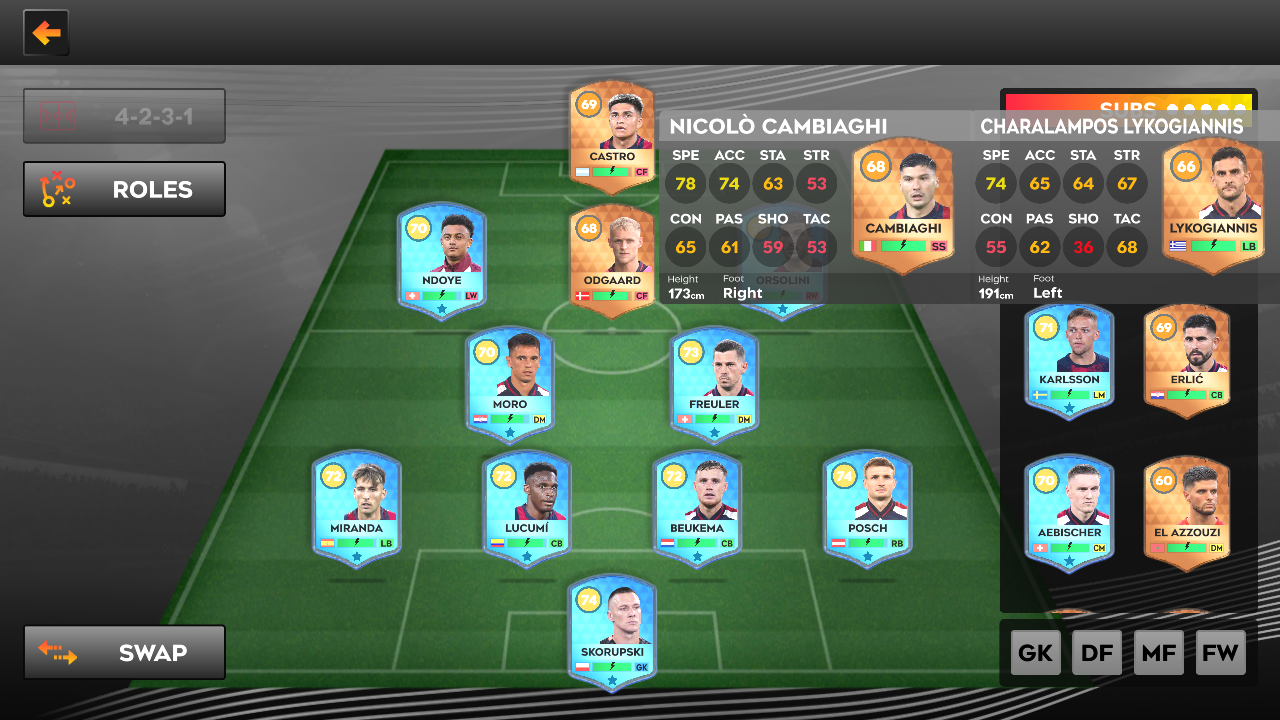 4-2-3-1
ROLES
SUBS
69
CASTRO
CF
NICOLÒ CAMBIAGHI
SPE ACC STA STR
78 74 63 53
CON PAS SHO TAC
65 61 59 53
Height Foot
173cm Right
68
CAMBIAGHI
SS
CHARALAMPOS LYKOGIANNIS
SPE ACC STA STR
74 65 64 67
CON PAS SHO TAC
55 62 36 68
Height Foot
191cm Left
66
LYKOGIANNIS
LB
70
NDOYE
LW
68
ODGAARD
CF
ORSOLINI
RW
70
MORO
DM
73
FREULER
DM
71
KARLSSON
LM
69
ERLIĆ
CB
72
MIRANDA
LB
72
LUCUMÍ
CB
72
BEUKEMA
CB
74
POSCH
RB
70
AEBISCHER
CM
60
EL AZZOUZI
DM
74
SKORUPSKI
GK
SWAP
GK DF MF FW